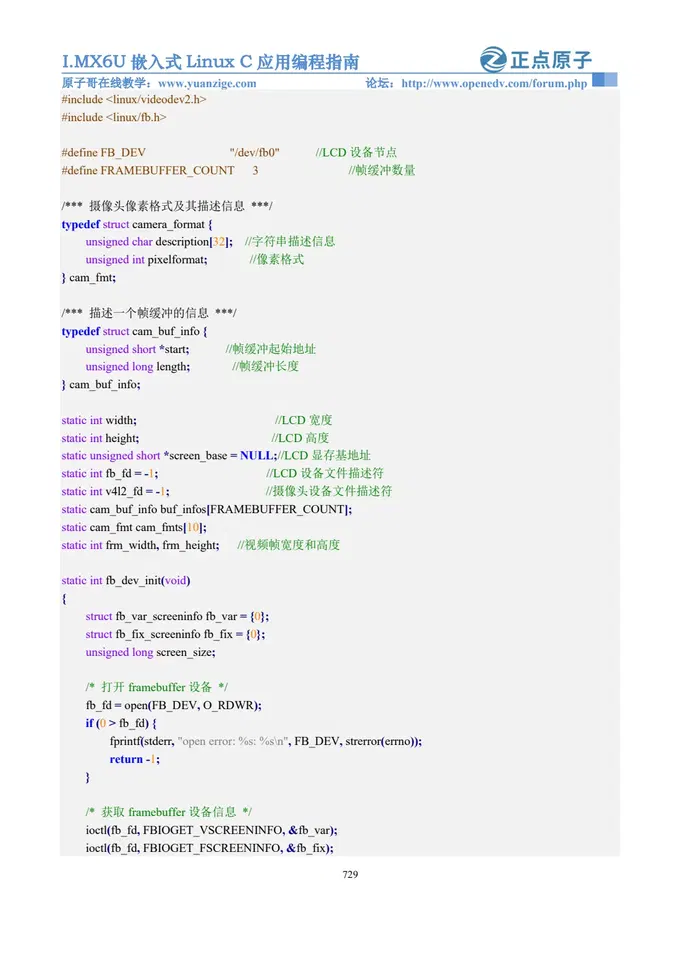 I.MX6U 嵌入式 Linux C 应用编程指南
正点原子
原子哥在线教学：www.yuanzige.com 论坛：http://www.openedv.com/forum.php
#include <linux/videodev2.h>
#include <linux/fb.h>
#define FB_DEV "/dev/fb0" //LCD 设备节点
#define FRAMEBUFFER_COUNT 3 //帧缓冲数量
/*** 摄像头像素格式及其描述信息 ***/
typedef struct camera_format {
unsigned char description[32]; //字符串描述信息
unsigned int pixelformat; //像素格式
} cam_fmt;
/*** 描述一个帧缓冲的信息 ***/
typedef struct cam_buf_info {
unsigned short *start; //帧缓冲起始地址
unsigned long length; //帧缓冲长度
} cam_buf_info;
static int width; //LCD 宽度
static int height; //LCD 高度
static unsigned short *screen_base = NULL;//LCD 显存基地址
static int fb_fd = -1; //LCD 设备文件描述符
static int v4l2_fd = -1; //摄像头设备文件描述符
static cam_buf_info buf_infos[FRAMEBUFFER_COUNT];
static cam_fmt cam_fmts[10];
static int frm_width, frm_height; //视频帧宽度和高度
static int fb_dev_init(void)
{
struct fb_var_screeninfo fb_var = {0};
struct fb_fix_screeninfo fb_fix = {0};
unsigned long screen_size;
/* 打开 framebuffer 设备 */
fb_fd = open(FB_DEV, O_RDWR);
if (0 > fb_fd) {
fprintf(stderr, "open error: %s: %s\n", FB_DEV, strerror(errno));
return -1;
}
/* 获取 framebuffer 设备信息 */
ioctl(fb_fd, FBIOGET_VSCREENINFO, &fb_var);
ioctl(fb_fd, FBIOGET_FSCREENINFO, &fb_fix);
729